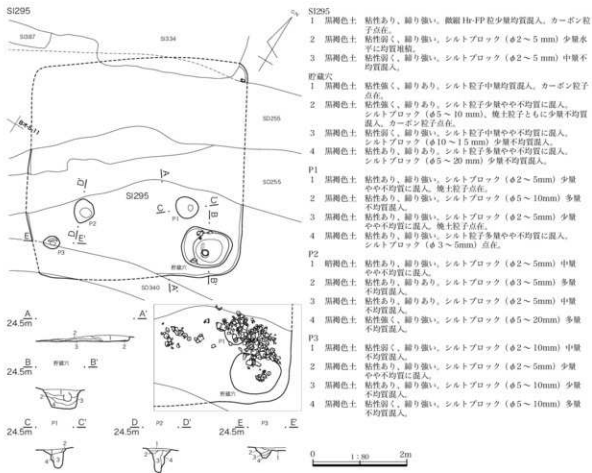 SI295
SI387
SI334
SD255
SD255
SI295
A
D
C
P1
C'
B
P2
E
D'
E'
P3
貯蔵穴
B'
SD340
A'
A
A'
24.5m
B
貯蔵穴
B'
24.5m
P1
貯蔵穴
C
P1
C'
D
P2
D'
E
P3
E'
24.5m
24.5m
24.5m
0
1:80
2m
SI295
1 黒褐色土 粘性あり、締り強い。微細 Hr-FP 粒少量均質混入。カーボン粒
子点在。
2 黒褐色土 粘性強く、締り強い。シルトブロック(φ2~5 mm)少量水
平に均質堆積。
3 黒褐色土 粘性強く、締り強い。シルトブロック(φ2~5 mm)中量不
均質混入。
貯蔵穴
1 黒褐色土 粘性強く、締りあり。シルト粒子中量均質混入。カーボン粒子
点在。
2 黒褐色土 粘性強く、締りあり。シルト粒子少量やや不均質に混入。
シルトブロック(φ5~10 mm)、焼土粒子ともに少量不均質
混入。カーボン粒子点在。
3 黒褐色土 粘性弱く、締り強い。シルト粒子中量やや不均質に混入。
シルトブロック(φ10~15 mm)少量不均質混入。
4 黒褐色土 粘性あり、締りあり。シルト粒子多量やや不均質に混入。
シルトブロック(φ5~20 mm)少量不均質混入。
P1
1 黒褐色土 粘性あり、締り強い。シルトブロック(φ2~5mm)少量
やや不均質に混入。焼土粒子点在。
2 黒褐色土 粘性あり、締り強い。シルトブロック(φ5~10mm)多量
不均質混入。
3 黒褐色土 粘性あり、締り強い。シルトブロック(φ2~5mm)少量
やや不均質に混入。焼土粒子点在。
4 黒褐色土 粘性あり、締り強い。シルト粒子多量やや不均質に混入。
シルトブロック(φ3~5mm)点在。
P2
1 暗褐色土 粘性あり、締り強い。シルトブロック(φ2~5mm)中量
やや不均質に混入。
2 黒褐色土 粘性あり、締り強い。シルトブロック(φ3~5mm)多量
不均質混入。
3 黒褐色土 粘性あり、締りあり。シルトブロック(φ2~5mm)中量
不均質混入。
4 黒褐色土 粘性強く、締り強い。シルトブロック(φ5~20mm)多量
不均質混入。
P3
1 黒褐色土 粘性あり、締り強い。シルトブロック(φ2~10mm)中量
不均質混入。
2 黒褐色土 粘性あり、締り強い。シルトブロック(φ2~5mm)少量
やや不均質に混入。
3 黒褐色土 粘性あり、締り強い。シルトブロック(φ5~10mm)少量
不均質混入。
4 黒褐色土 粘性弱く、締り強い。シルトブロック(φ5~10mm)多量
不均質混入。